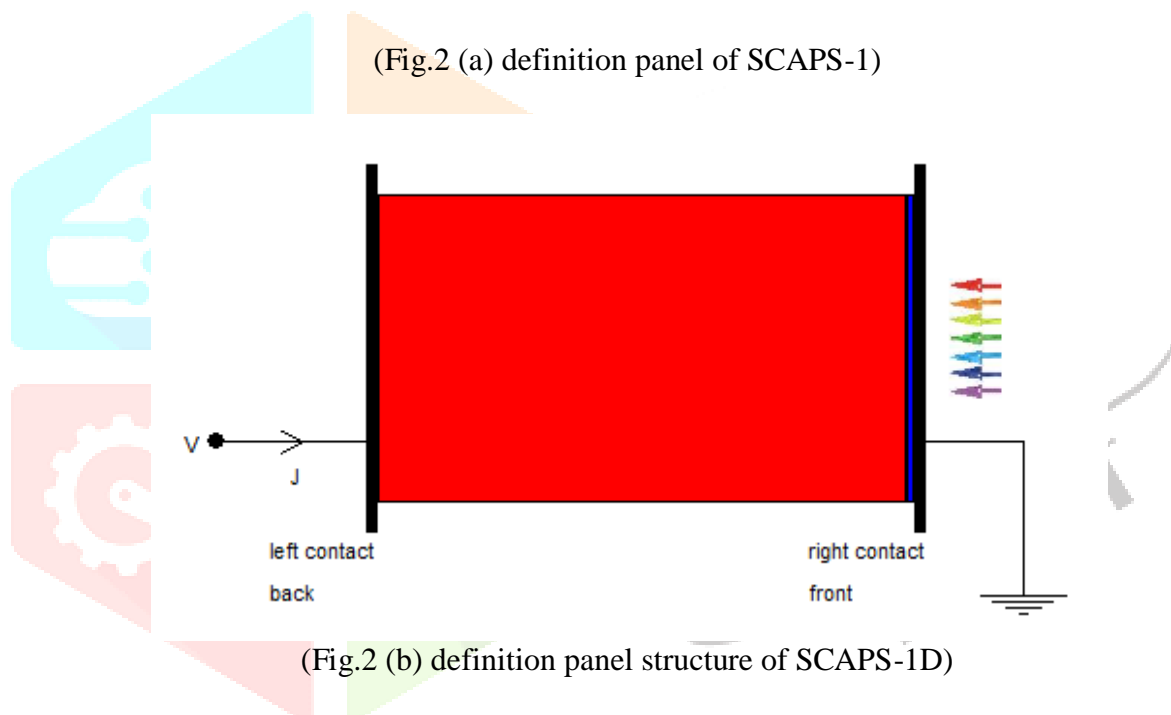 (Fig.2 (a) definition panel of SCAPS-1)
V
J
left contact
back
right contact
front
(Fig.2 (b) definition panel structure of SCAPS-1D)